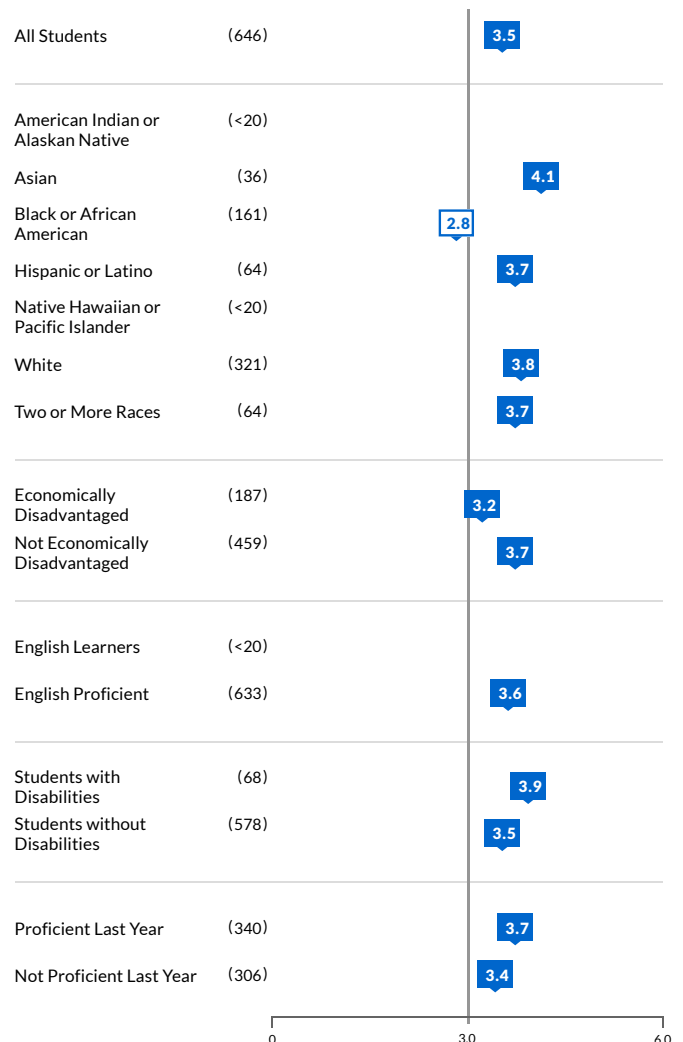 All Students (646) 3.5
American Indian or (<20)
Alaskan Native
Asian (36) 4.1
Black or African (161) 2.8
American
Hispanic or Latino (64) 3.7
Native Hawaiian or (<20)
Pacific Islander
White (321) 3.8
Two or More Races (64) 3.7
Economically (187) 3.2
Disadvantaged
Not Economically (459) 3.7
Disadvantaged
English Learners (<20)
English Proficient (633) 3.6
Students with (68) 3.9
Disabilities
Students without (578) 3.5
Disabilities
Proficient Last Year (340) 3.7
Not Proficient Last Year (306) 3.4
0 3.0 6.0